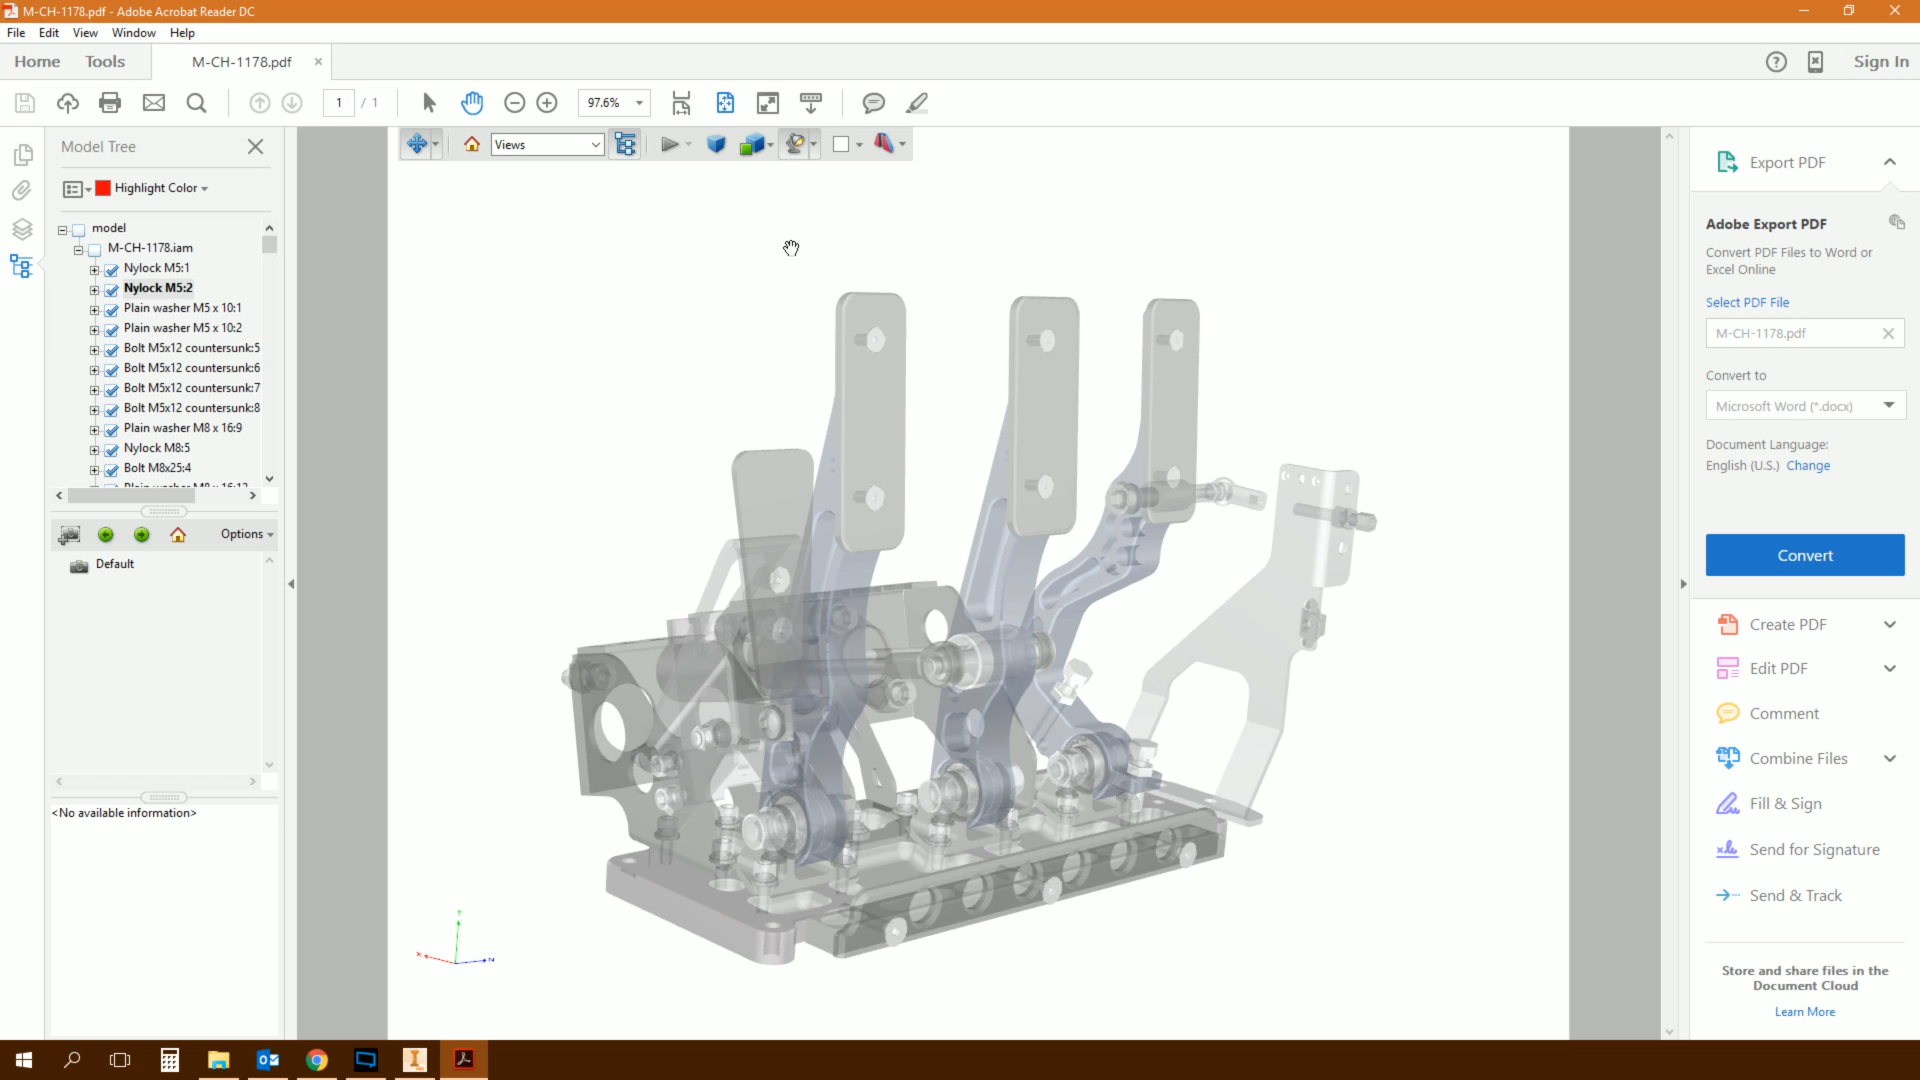 M-CH-1178.pdf - Adobe Acrobat Reader DC
File Edit View Window Help
Home Tools M-CH-1178.pdf Sign In
1 / 1 97.6%
Model Tree
Highlight Color
model
M-CH-1178.iam
Nylock M5:1
Nylock M5:2
Plain washer M5 x 10:1
Plain washer M5 x 10:2
Bolt M5x12 countersunk:5
Bolt M5x12 countersunk:6
Bolt M5x12 countersunk:7
Bolt M5x12 countersunk:8
Plain washer M8 x 16:9
Nylock M8:5
Bolt M8x25:4
Options
Default
<No available information>
Views
Export PDF
Adobe Export PDF
Convert PDF Files to Word or
Excel Online
Select PDF File
M-CH-1178.pdf
Convert to
Microsoft Word (*.docx)
Document Language:
English (U.S.) Change
Convert
Create PDF
Edit PDF
Comment
Combine Files
Fill & Sign
Send for Signature
Send & Track
Store and share files in the
Document Cloud
Learn More